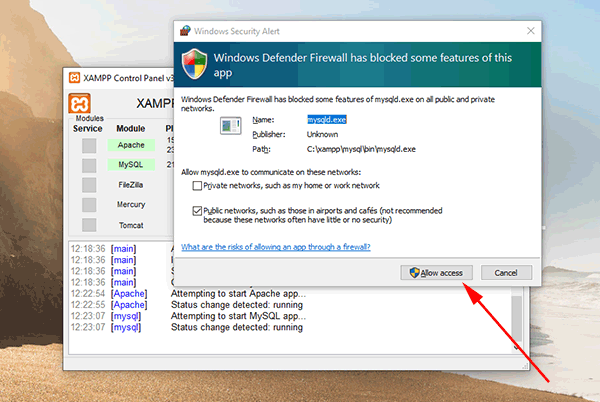 Windows Security Alert
Windows Defender Firewall has blocked some features of this
app
Windows Defender Firewall has blocked some features of mysqld.exe on all public and private
networks.
Name: mysqld.exe
Publisher: Unknown
Path: C:\xampp\mysql\bin\mysqld.exe
Allow mysqld.exe to communicate on these networks:
Private networks, such as my home or work network
Public networks, such as those in airports and cafés (not recommended
because these networks often have little or no security)
What are the risks of allowing an app through a firewall?
Allow access Cancel
XAMPP Control Panel v3
XAMPP
Modules
Service Module
Apache
MySQL
FileZilla
Mercury
Tomcat
12:18:36 [main]
12:18:36 [main]
12:18:36 [main]
12:18:36 [main]
12:22:54 [Apache] Attempting to start Apache app...
12:22:55 [Apache] Status change detected: running
12:23:07 [mysql] Attempting to start MySQL app...
12:23:07 [mysql] Status change detected: running